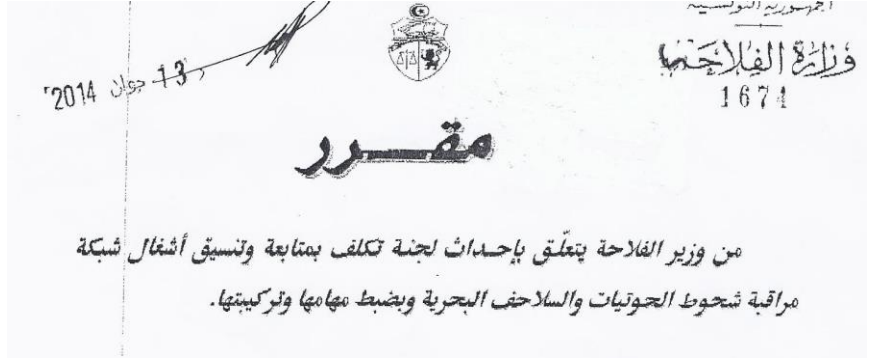 الجمهورية التونسية
وزارة الفلاحة
1674
13 جوان 2014
مقرر
من وزير الفلاحة يتعلّق بإحداث لجنة تكلف بمتابعة وتنسيق أشغال شبكة
مراقبة شحوط الحوتيات والسلاحف البحرية وبضبط مهامها وتركيبتها.